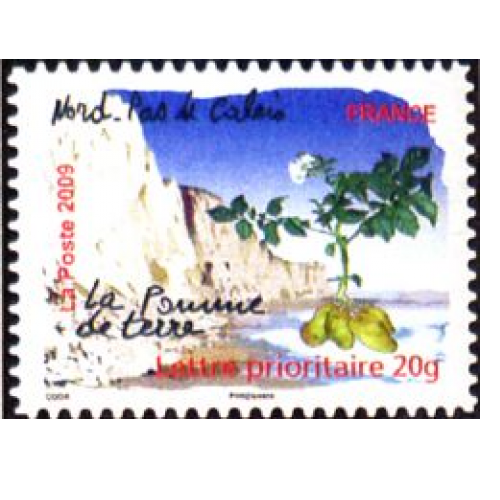 Nord-Pas de Calais
FRANCE
La Poste 2009
La Pomme
de terre
Lettre prioritaire 20g